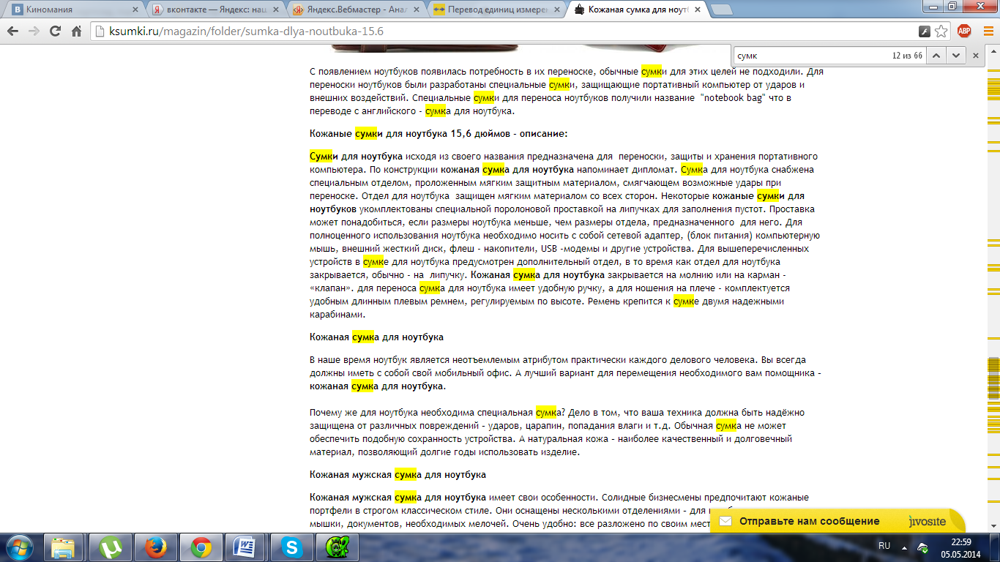 Киномания
вконтакте — Яндекс: наш
Яндекс.Вебмастер - Анал
Перевод единиц измерен
Кожаная сумка для ноутб
ksumki.ru/magazin/folder/sumka-dlya-noutbuka-15.6
ABP
сумк 12 из 66
С появлением ноутбуков появилась потребность в их переноске, обычные сумки для этих целей не подходили. Для
переноски ноутбуков были разработаны специальные сумки, защищающие портативный компьютер от ударов и
внешних воздействий. Специальные сумки для переноса ноутбуков получили название "notebook bag" что в
переводе с английского - сумка для ноутбука.
Кожаные сумки для ноутбука 15,6 дюймов - описание:
Сумки для ноутбука исходя из своего названия предназначена для переноски, защиты и хранения портативного
компьютера. По конструкции кожаная сумка для ноутбука напоминает дипломат. Сумка для ноутбука снабжена
специальным отделом, проложенным мягким защитным материалом, смягчающем возможные удары при
переноске. Отдел для ноутбука защищен мягким материалом со всех сторон. Некоторые кожаные сумки для
ноутбуков укомплектованы специальной поролоновой проставкой на липучках для заполнения пустот. Проставка
может понадобиться, если размеры ноутбука меньше, чем размеры отдела, предназначенного для него. Для
полноценного использования ноутбука необходимо носить с собой сетевой адаптер, (блок питания) компьютерную
мышь, внешний жесткий диск, флеш - накопители, USB -модемы и другие устройства. Для вышеперечисленных
устройств в сумке для ноутбука предусмотрен дополнительный отдел, в то время как отдел для ноутбука
закрывается, обычно - на липучку. Кожаная сумка для ноутбука закрывается на молнию или на карман -
«клапан». для переноса сумка для ноутбука имеет удобную ручку, а для ношения на плече - комплектуется
удобным длинным плевым ремнем, регулируемым по высоте. Ремень крепится к сумке двумя надежными
карабинами.
Кожаная сумка для ноутбука
В наше время ноутбук является неотъемлемым атрибутом практически каждого делового человека. Вы всегда
должны иметь с собой свой мобильный офис. А лучший вариант для перемещения необходимого вам помощника -
кожаная сумка для ноутбука.
Почему же для ноутбука необходима специальная сумка? Дело в том, что ваша техника должна быть надёжно
защищена от различных повреждений - ударов, царапин, попадания влаги и т.д. Обычная сумка не может
обеспечить подобную сохранность устройства. А натуральная кожа - наиболее качественный и долговечный
материал, позволяющий долгие годы использовать изделие.
Кожаная мужская сумка для ноутбука
Кожаная мужская сумка для ноутбука имеет свои особенности. Солидные бизнесмены предпочитают кожаные
портфели в строгом классическом стиле. Они оснащены несколькими отделениями - для
мышки, документов, необходимых мелочей. Очень удобно: все разложено по своим мест
Отправьте нам сообщение jivosite
RU 22:59
05.05.2014